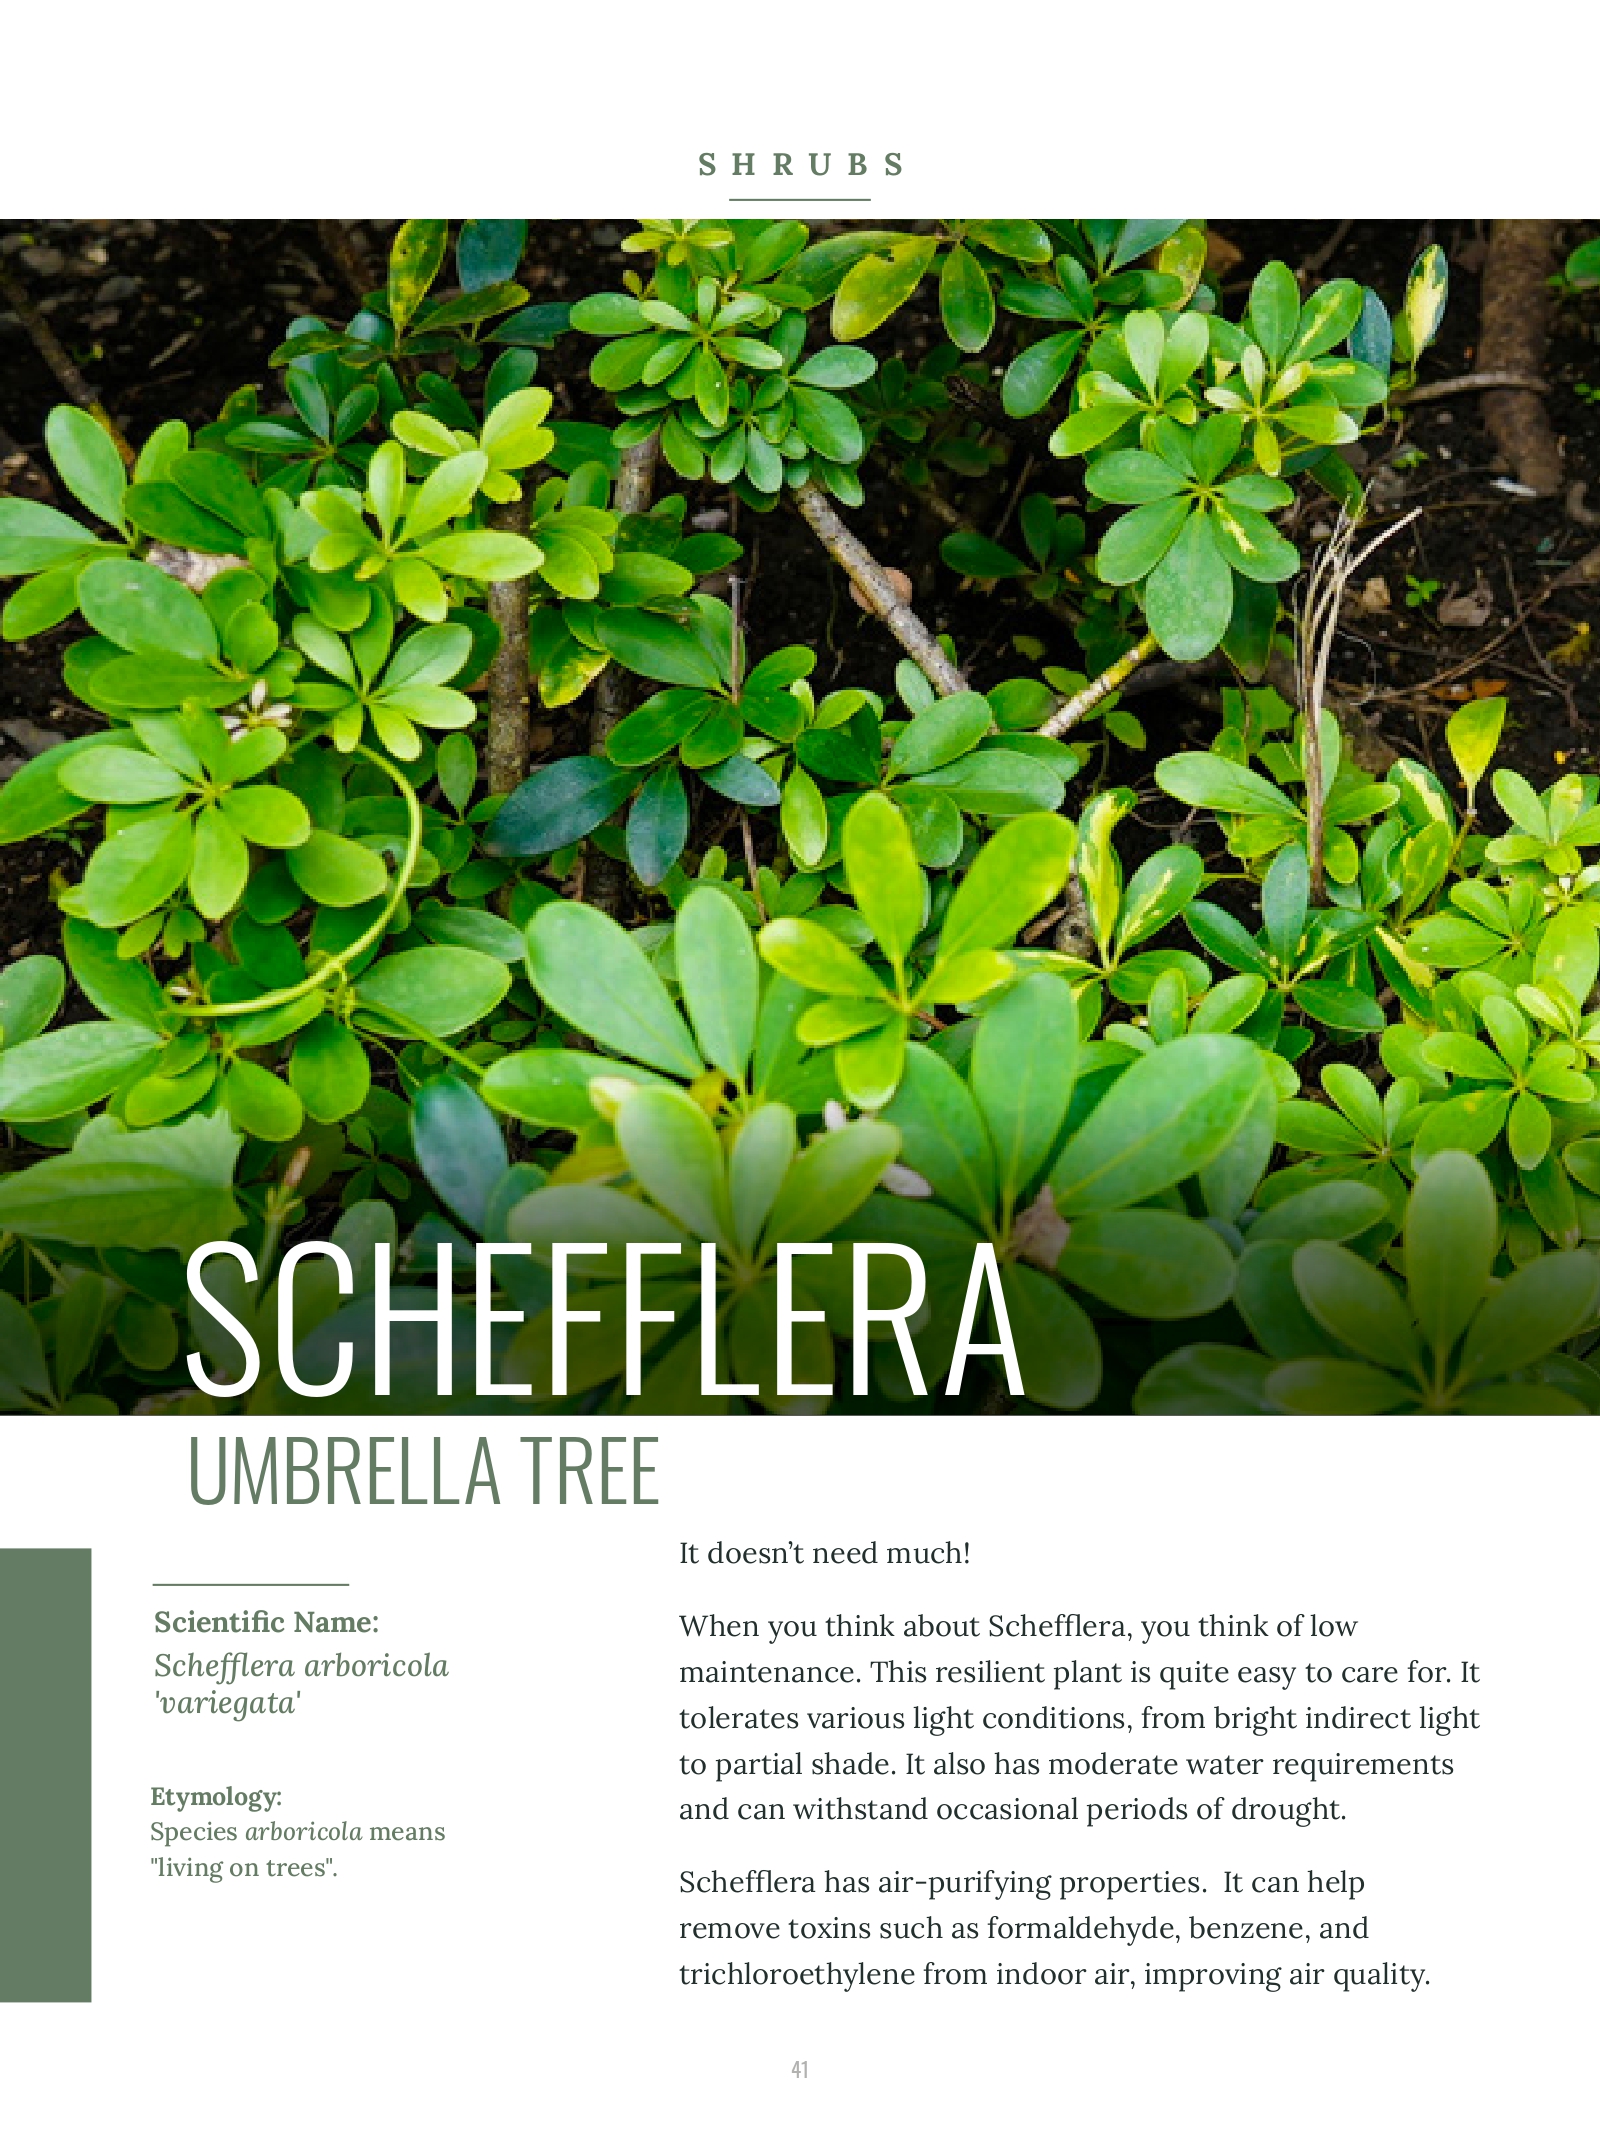 SHRUBS
SCHEFFLERA
UMBRELLA TREE
Scientific Name:
Schefflera arboricola
'variegata'
Etymology:
Species arboricola means
"living on trees".
It doesn’t need much!
When you think about Schefflera, you think of low
maintenance. This resilient plant is quite easy to care for. It
tolerates various light conditions, from bright indirect light
to partial shade. It also has moderate water requirements
and can withstand occasional periods of drought.
Schefflera has air-purifying properties.  It can help
remove toxins such as formaldehyde, benzene, and
trichloroethylene from indoor air, improving air quality.
41